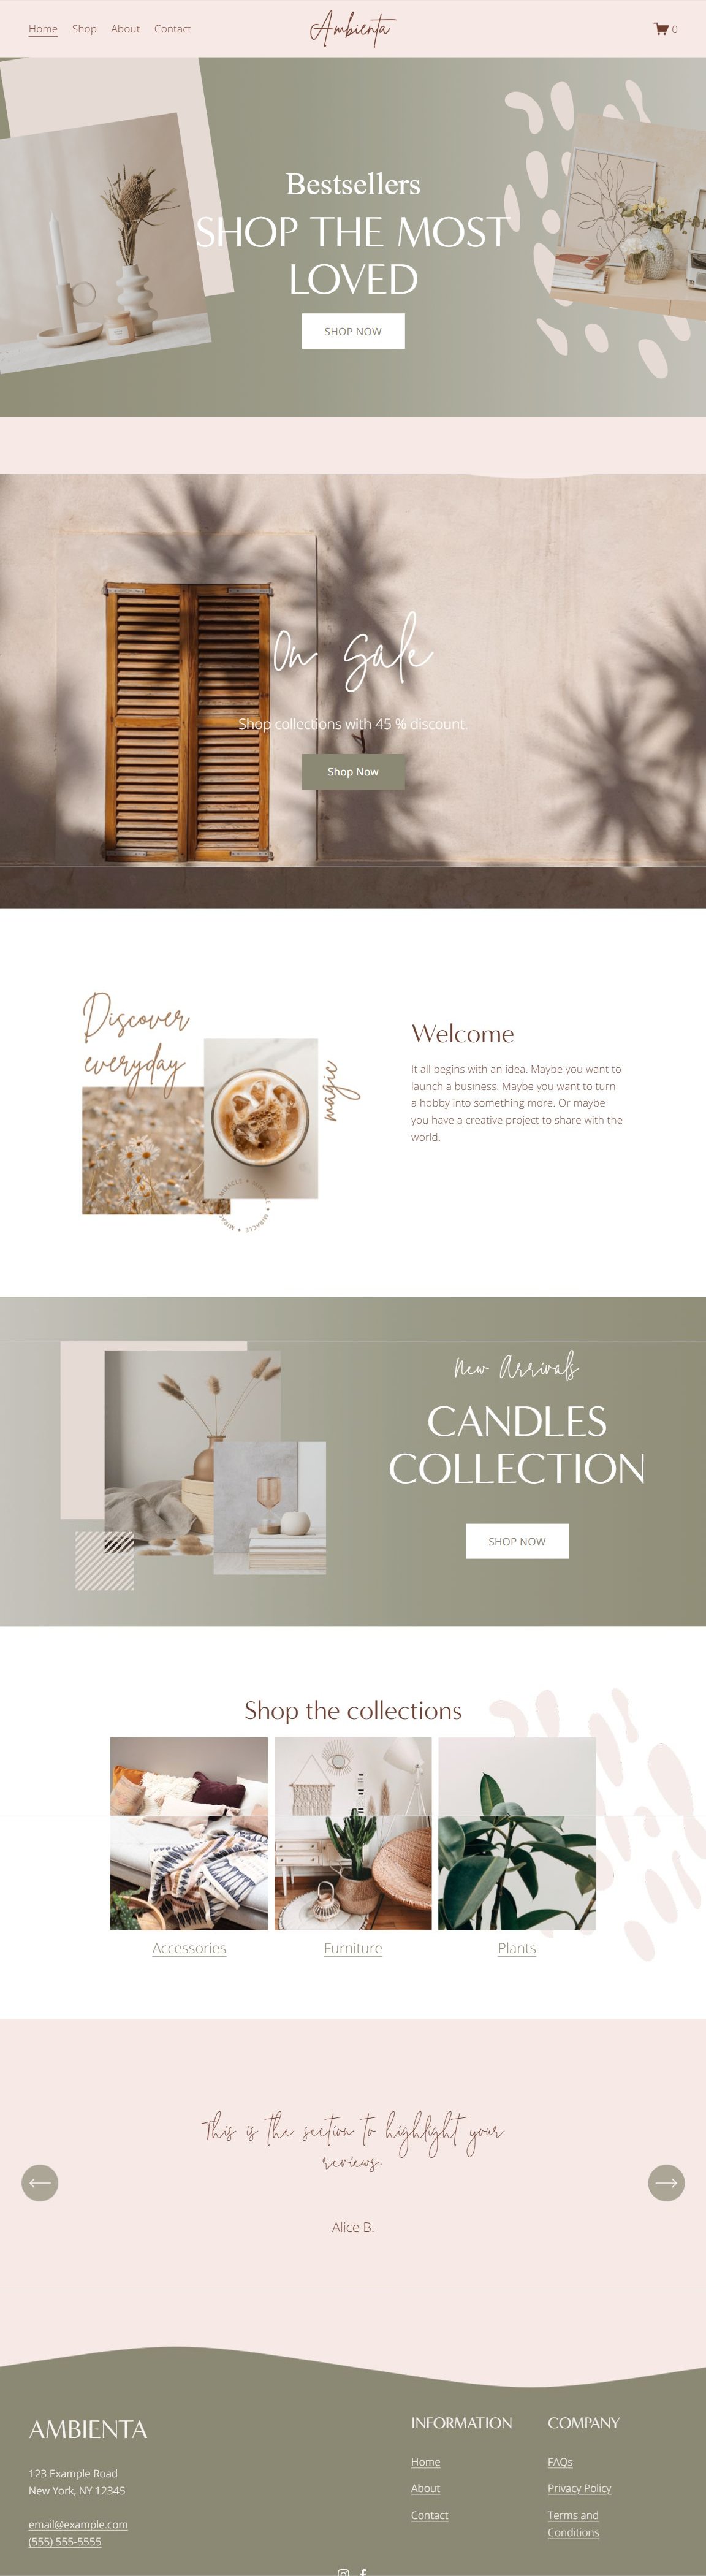 Home Shop About Contact
Ambienta
0
Bestsellers
SHOP THE MOST
LOVED
SHOP NOW
On Sale
Shop collections with 45 % discount.
Shop Now
Discover
everyday
magic
MIRACLE • MIRACLE • MIRACLE •
Welcome
It all begins with an idea. Maybe you want to
launch a business. Maybe you want to turn
a hobby into something more. Or maybe
you have a creative project to share with the
world.
New Arrivals
CANDLES
COLLECTION
SHOP NOW
Shop the collections
Accessories
Furniture
Plants
This is the section to highlight your
reviews.
Alice B.
AMBIENTA
123 Example Road
New York, NY 12345
email@example.com
(555) 555-5555
INFORMATION
Home
About
Contact
COMPANY
FAQs
Privacy Policy
Terms and
Conditions